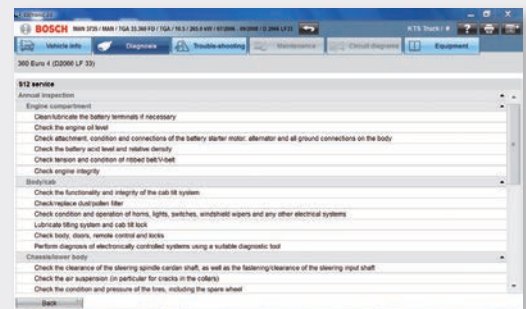 BOSCH MAN 3735 / MAN / TGA 33.360 FD / TGA / 10.5 / 265.0 kW / 01/2006 - 09/2008 / D 2066 LF33 KTS Truck / #
Vehicle info Diagnosis Trouble-shooting Maintenance Circuit diagrams Equipment
360 Euro 4 (D2066 LF 33)
S12 service
Annual inspection
Engine compartment
Clean/lubricate the battery terminals if necessary
Check the engine oil level
Check attachment, condition and connections of the battery starter motor, alternator and all ground connections on the body
Check the battery acid level and relative density
Check tension and condition of ribbed belt/V-belt
Check engine integrity
Body/cab
Check the functionality and integrity of the cab tilt system
Check/replace dust/pollen filter
Check condition and operation of horns, lights, switches, windshield wipers and any other electrical systems
Lubricate tilting system and cab tilt lock
Check body, doors, remote control and locks
Perform diagnosis of electronically controlled systems using a suitable diagnostic tool
Chassis/lower body
Check the clearance of the steering spindle cardan shaft, as well as the fastening/clearance of the steering input shaft
Check the air suspension (in particular for cracks in the collars)
Check the condition and pressure of the tires, including the spare wheel
Back